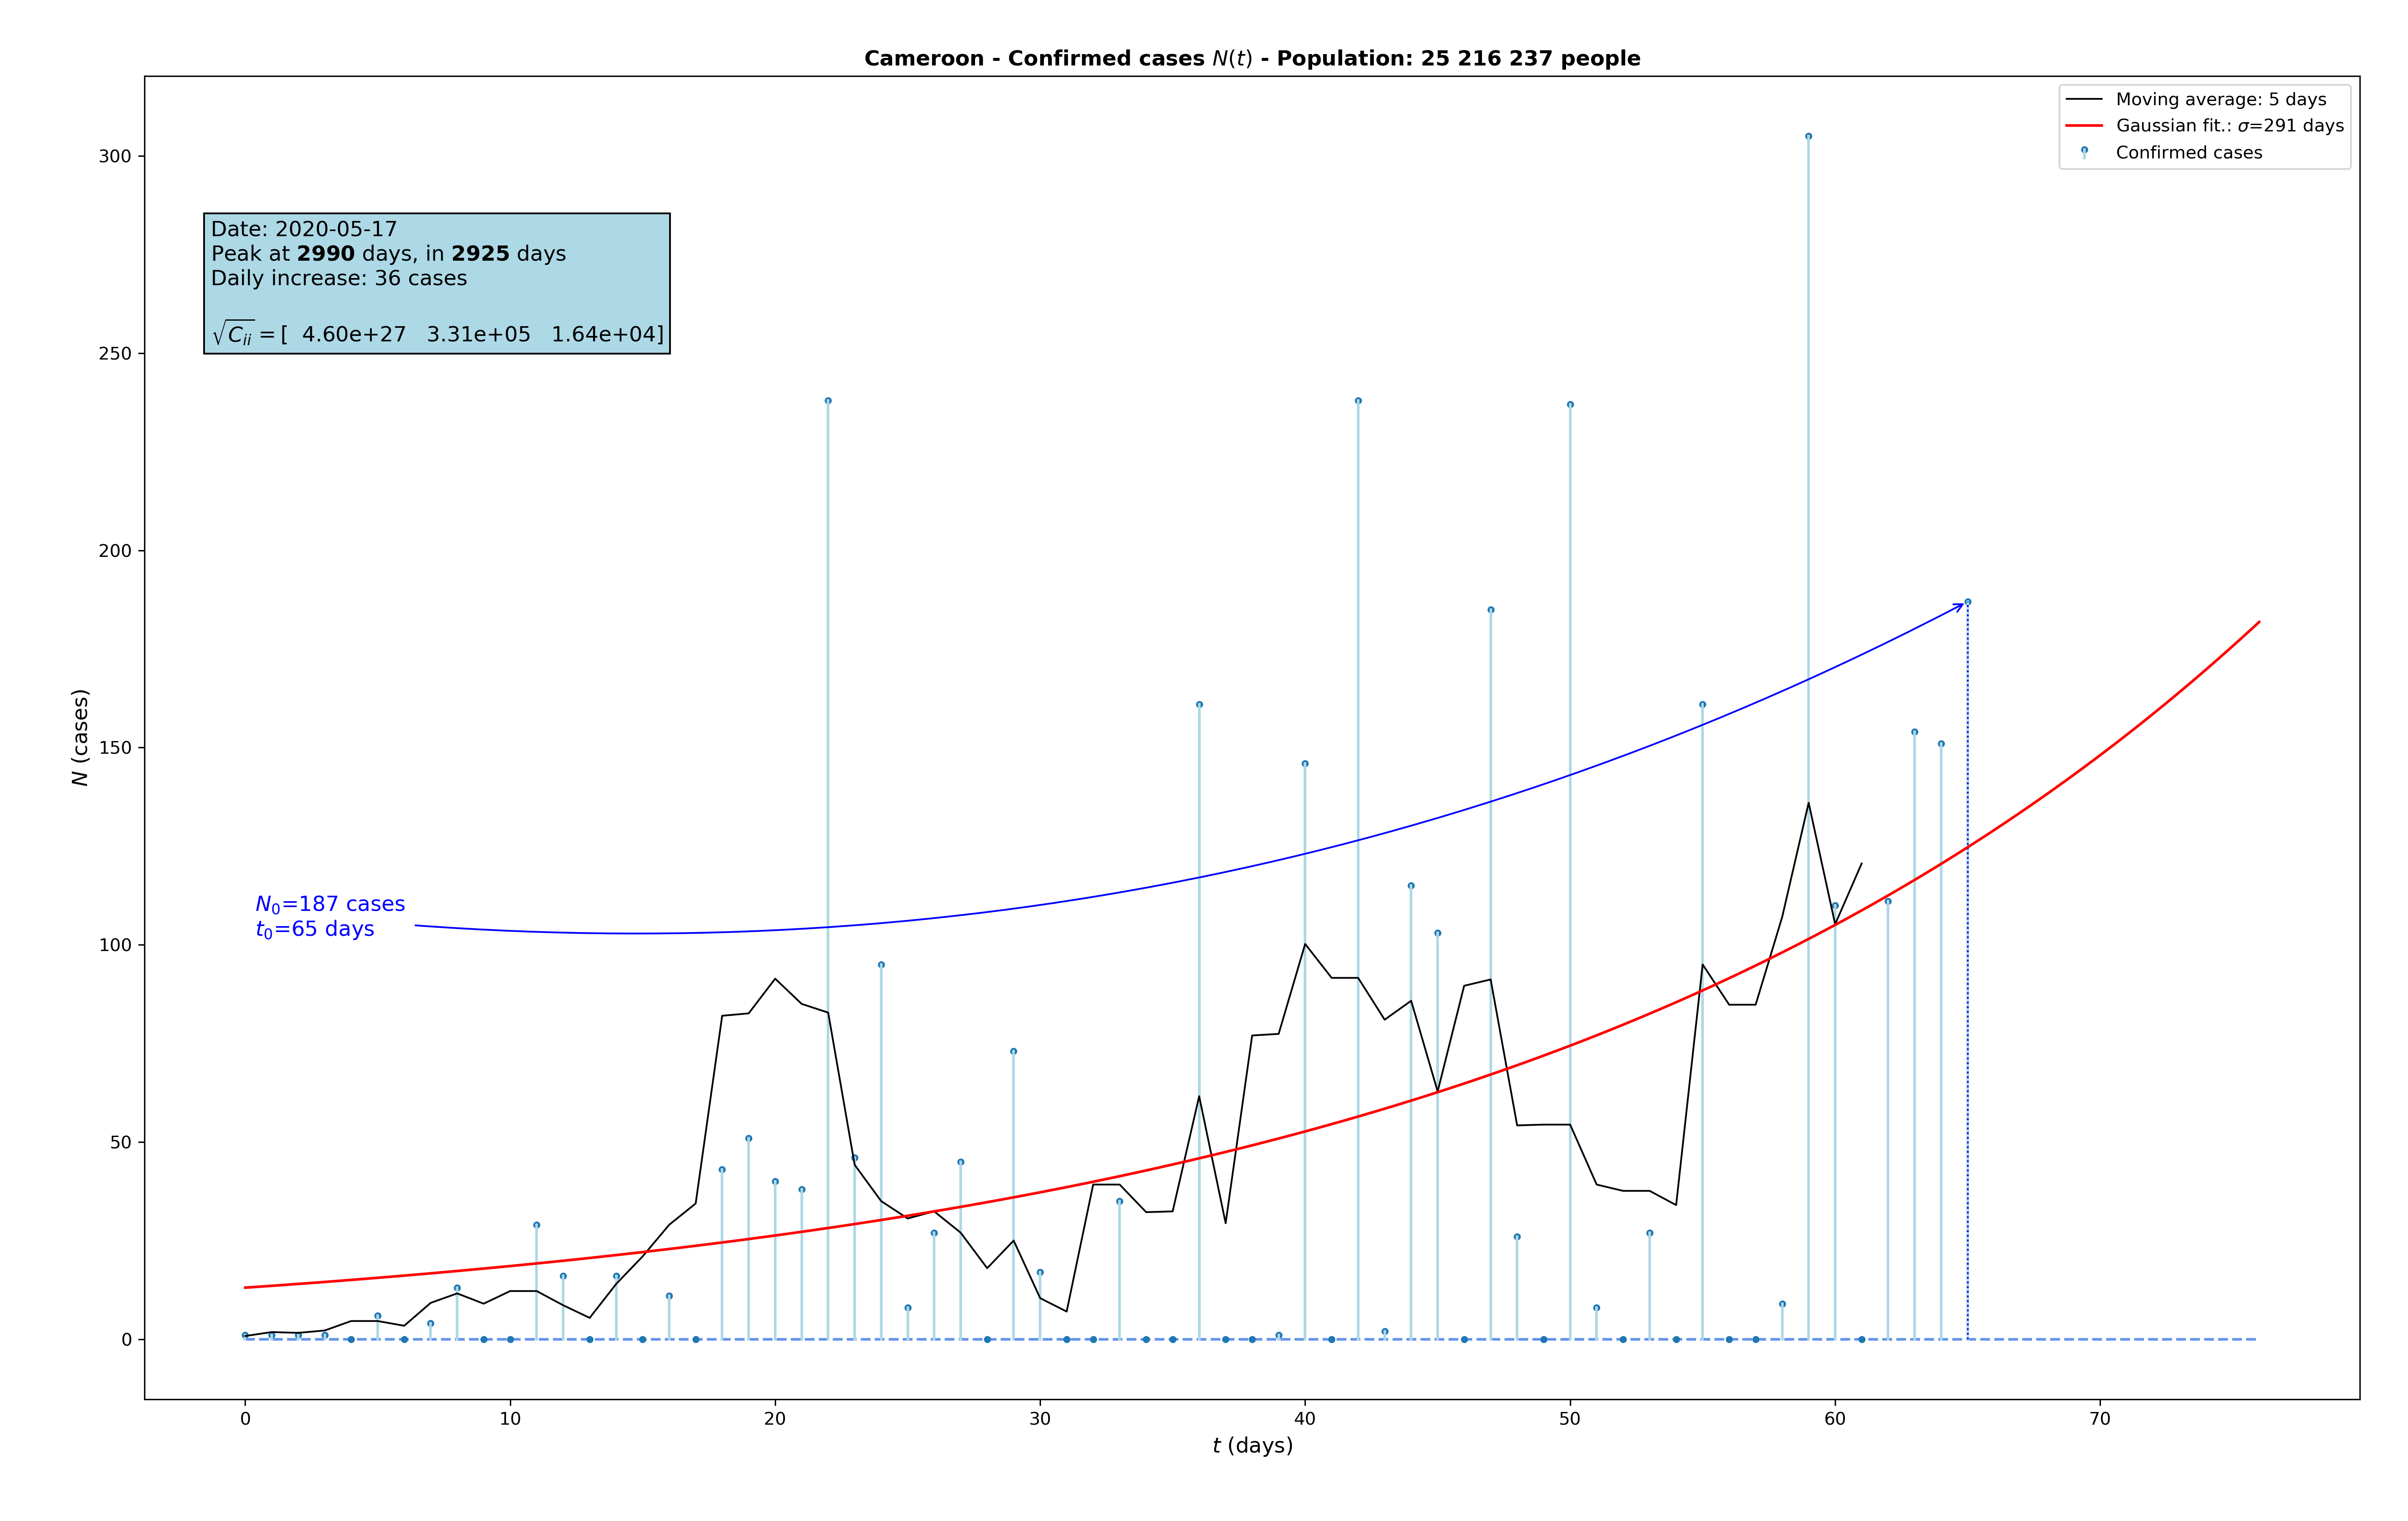 Cameroon - Confirmed cases N(t) - Population: 25 216 237 people
Moving average: 5 days
Gaussian fit.: σ=291 days
Confirmed cases
Date: 2020-05-17
Peak at 2990 days, in 2925 days
Daily increase: 36 cases
√Cᵢᵢ = [ 4.60e+27 3.31e+05 1.64e+04]
N₀=187 cases
t₀=65 days
N (cases)
300
250
200
150
100
50
0
0 10 20 30 40 50 60 70
t (days)